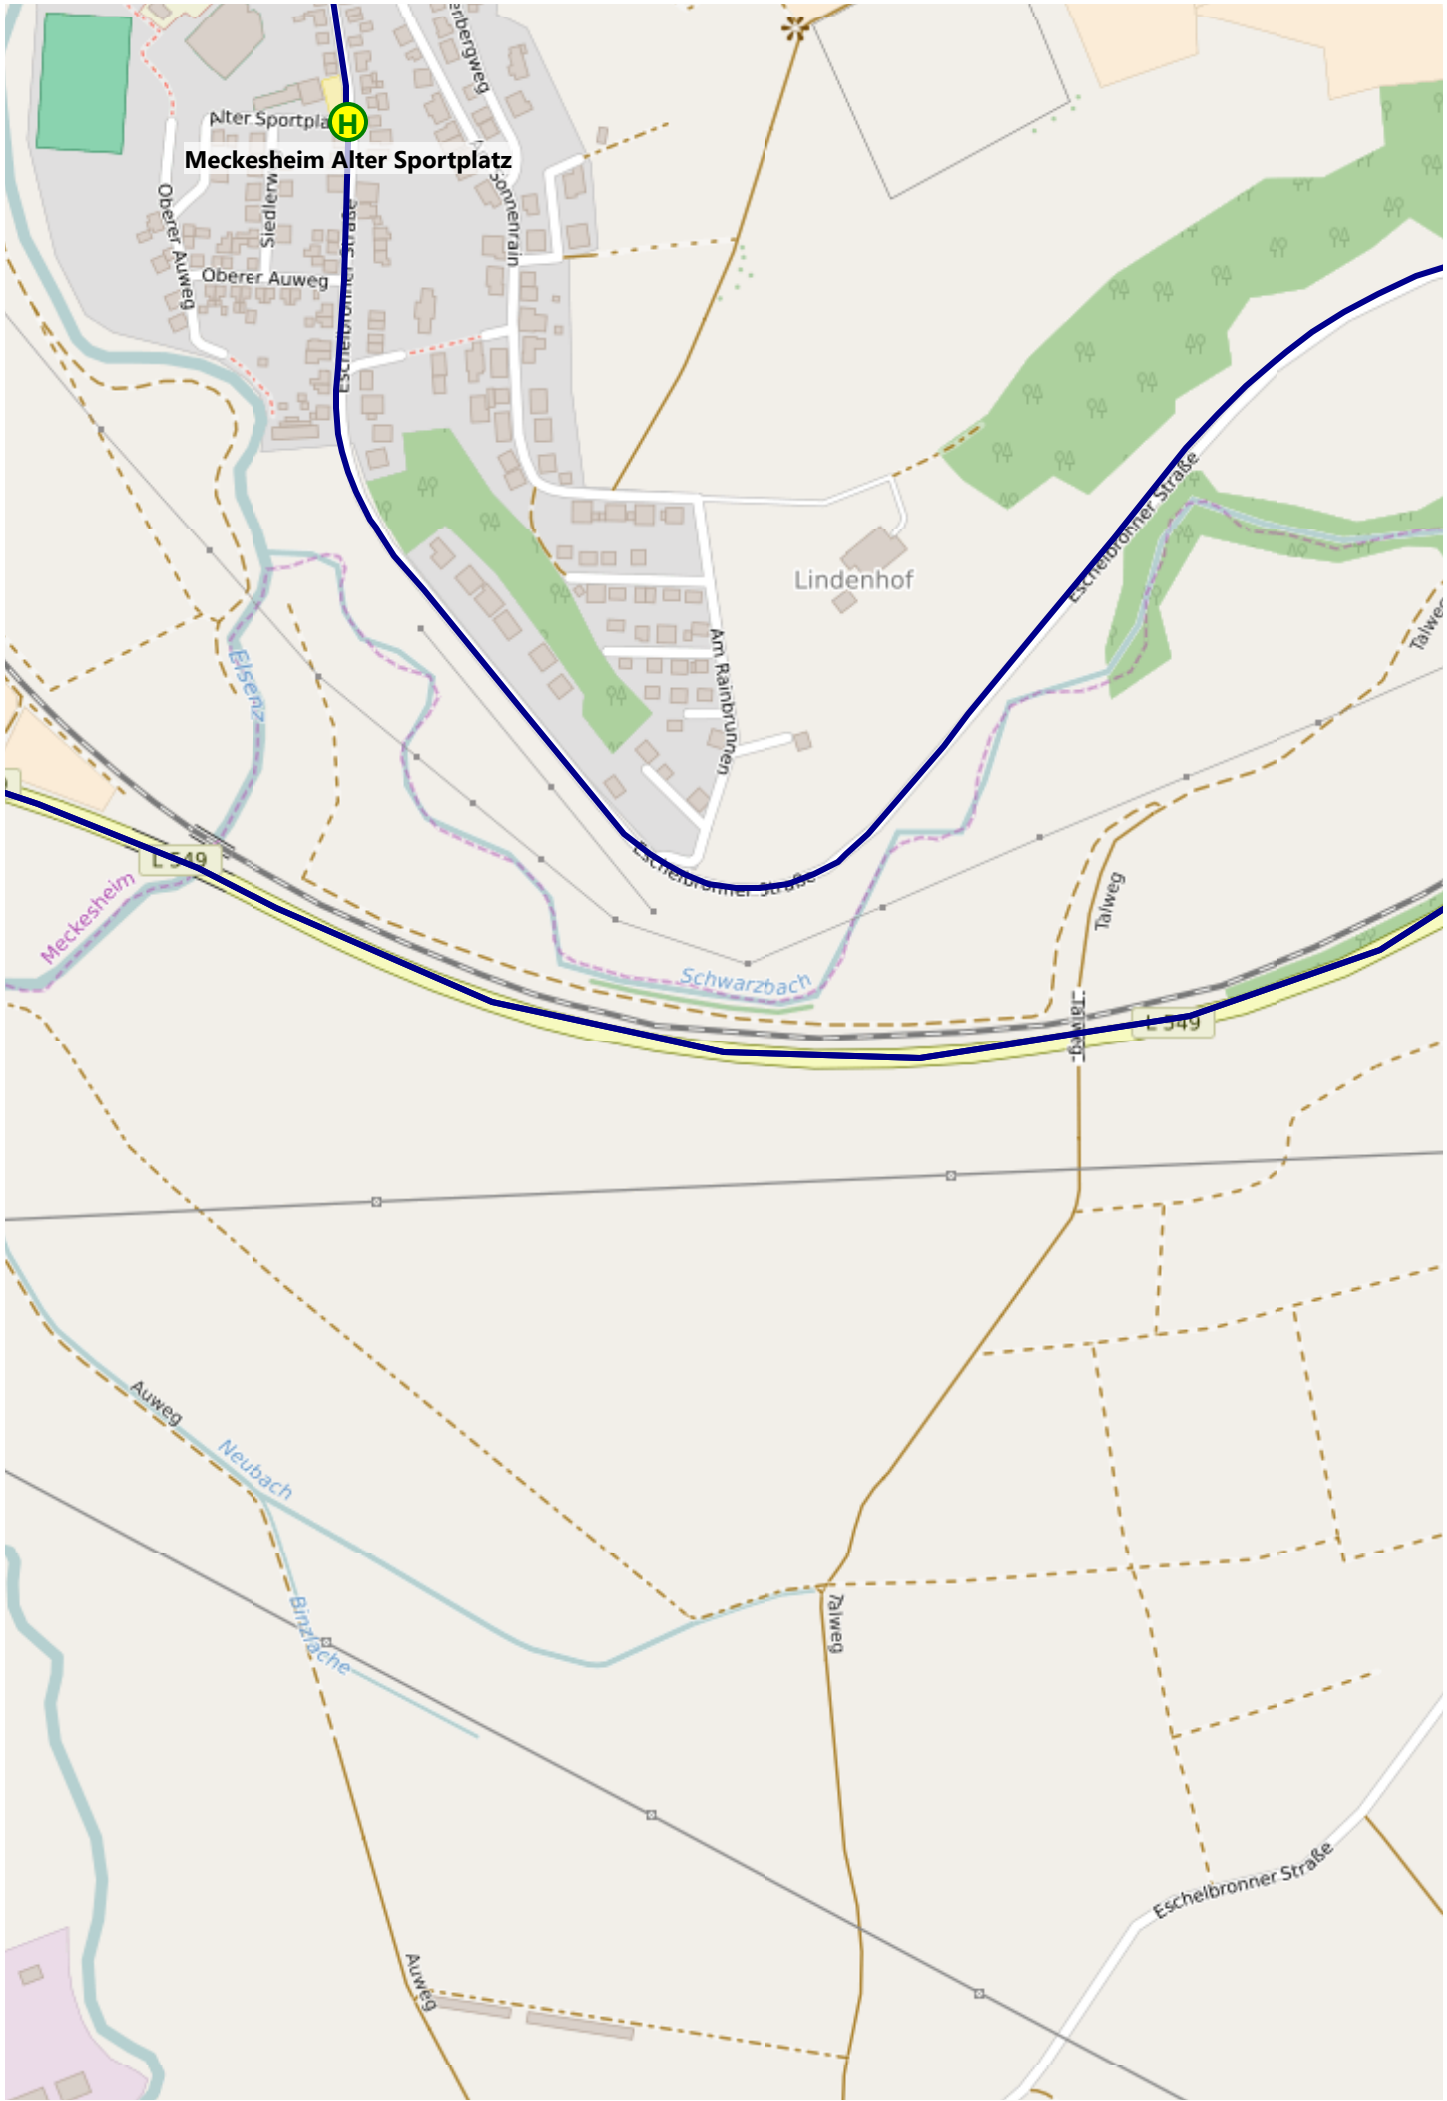 Alter Sportpla
H
Meckesheim Alter Sportplatz
Oberer Auweg
Siedlerw
Oberer Auweg
Eschelbronner Straße
Sonnenrain
Lindenhof
Eschelbronner Straße
Talweg
Am Rainbrunnen
Elsenz
L 549
Eschelbronner Straße
Meckesheim
Talweg
Schwarzbach
Talweg
L 549
Auweg
Neubach
Binzlache
Talweg
Eschelbronner Straße
Auweg